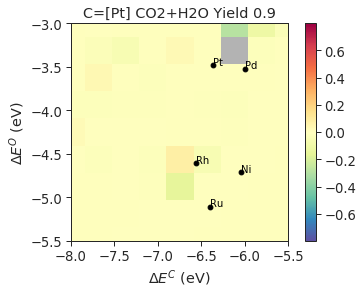 C=[Pt] CO2+H2O Yield 0.9
−3.0
−3.5
−4.0
−4.5
−5.0
−5.5
ΔE^O (eV)
Pt
Pd
Rh
Ni
Ru
−8.0 −7.5 −7.0 −6.5 −6.0 −5.5
ΔE^C (eV)
0.6
0.4
0.2
0.0
−0.2
−0.4
−0.6